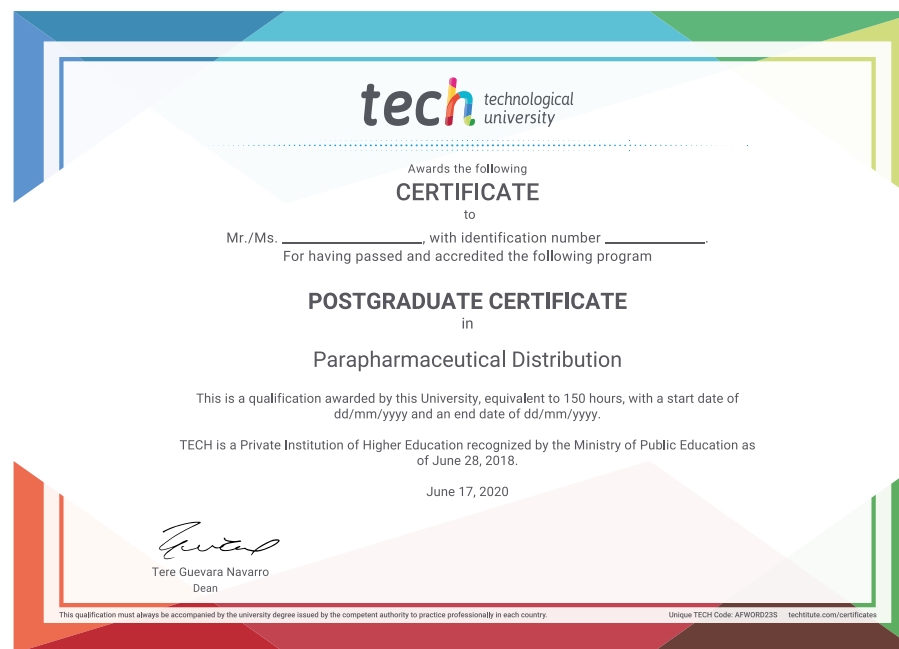 tech technological
university
Awards the following
CERTIFICATE
to
Mr./Ms. ____________, with identification number ____________.
For having passed and accredited the following program
POSTGRADUATE CERTIFICATE
in
Parapharmaceutical Distribution
This is a qualification awarded by this University, equivalent to 150 hours, with a start date of
dd/mm/yyyy and an end date of dd/mm/yyyy.
TECH is a Private Institution of Higher Education recognized by the Ministry of Public Education as
of June 28, 2018.
June 17, 2020
Tere Guevara Navarro
Dean
This qualification must always be accompanied by the university degree issued by the competent authority to practice professionally in each country. Unique TECH Code: AFWORD23S techtitute.com/certificates